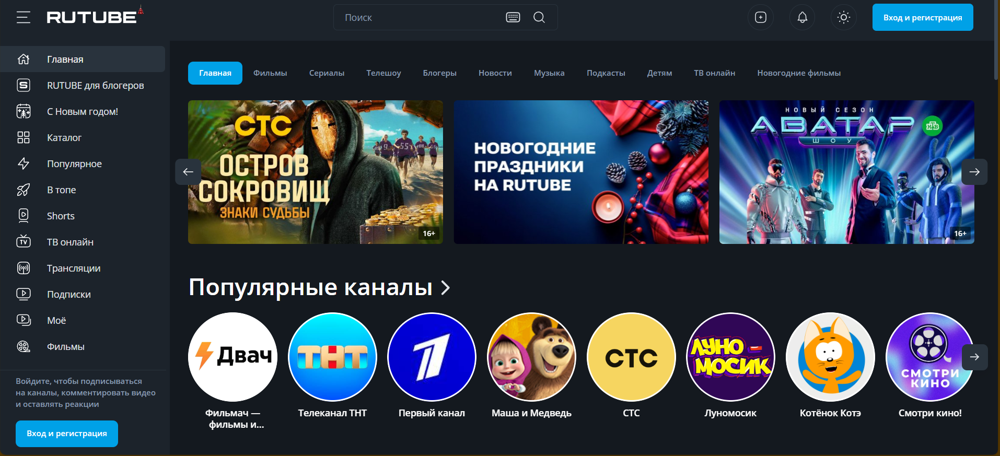 RUTUBE
Поиск
Вход и регистрация
Главная
RUTUBE для блогеров
С Новым годом!
Каталог
Популярное
В топе
Shorts
TV
ТВ онлайн
Трансляции
Подписки
Моё
Фильмы
Войдите, чтобы подписываться
на каналы, комментировать видео
и оставлять реакции
Вход и регистрация
Главная
Фильмы
Сериалы
Телешоу
Блогеры
Новости
Музыка
Подкасты
Детям
ТВ онлайн
Новогодние фильмы
СТС
ОСТРОВ
СОКРОВИЩ
ЗНАКИ СУДЬБЫ
16+
НОВОГОДНИЕ
ПРАЗДНИКИ
НА RUTUBE
НОВЫЙ СЕЗОН
АВАТАР
ШОУ
НТВ
16+
Популярные каналы
Двач
ТНТ
1
СТС
ЛУНО-
МОСИК
СМОТРИ
КИНО
Фильмач —
фильмы и...
Телеканал ТНТ
Первый канал
Маша и Медведь
СТС
Луномосик
Котёнок Котэ
Смотри кино!